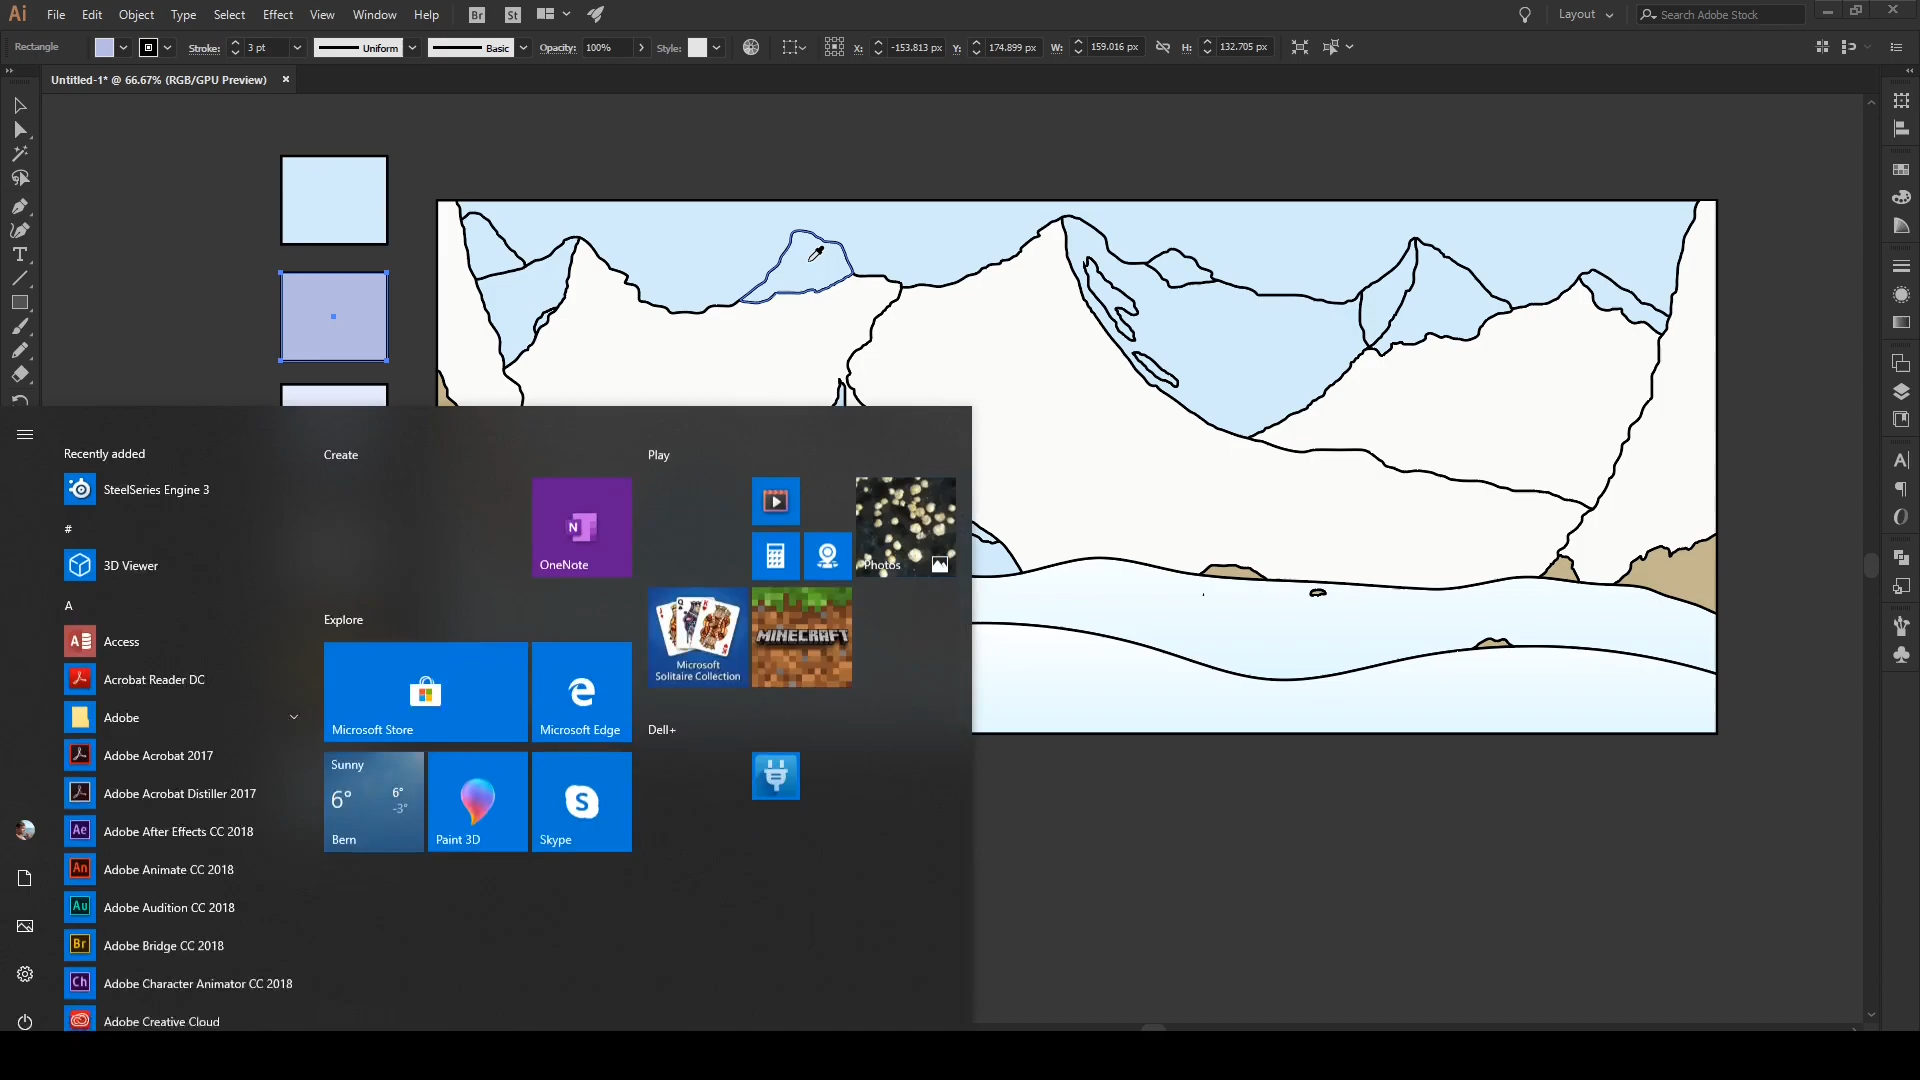 Ai File Edit Object Type Select Effect View Window Help Br St Layout Search Adobe Stock
Rectangle Stroke: 3 pt Uniform Basic Opacity: 100% Style: X: -153.813 px Y: 174.899 px W: 159.016 px H: 132.705 px
Untitled-1* @ 66.67% (RGB/GPU Preview)
Recently added
SteelSeries Engine 3
#
3D Viewer
A
Access
Acrobat Reader DC
Adobe
Adobe Acrobat 2017
Adobe Acrobat Distiller 2017
Ae Adobe After Effects CC 2018
An Adobe Animate CC 2018
Au Adobe Audition CC 2018
Br Adobe Bridge CC 2018
Ch Adobe Character Animator CC 2018
Adobe Creative Cloud
Create
OneNote
Explore
Microsoft Store
Microsoft Edge
Sunny
6°
6°
-3°
Bern
Paint 3D
Skype
Play
Photos
Microsoft
Solitaire Collection
MINECRAFT
Dell+